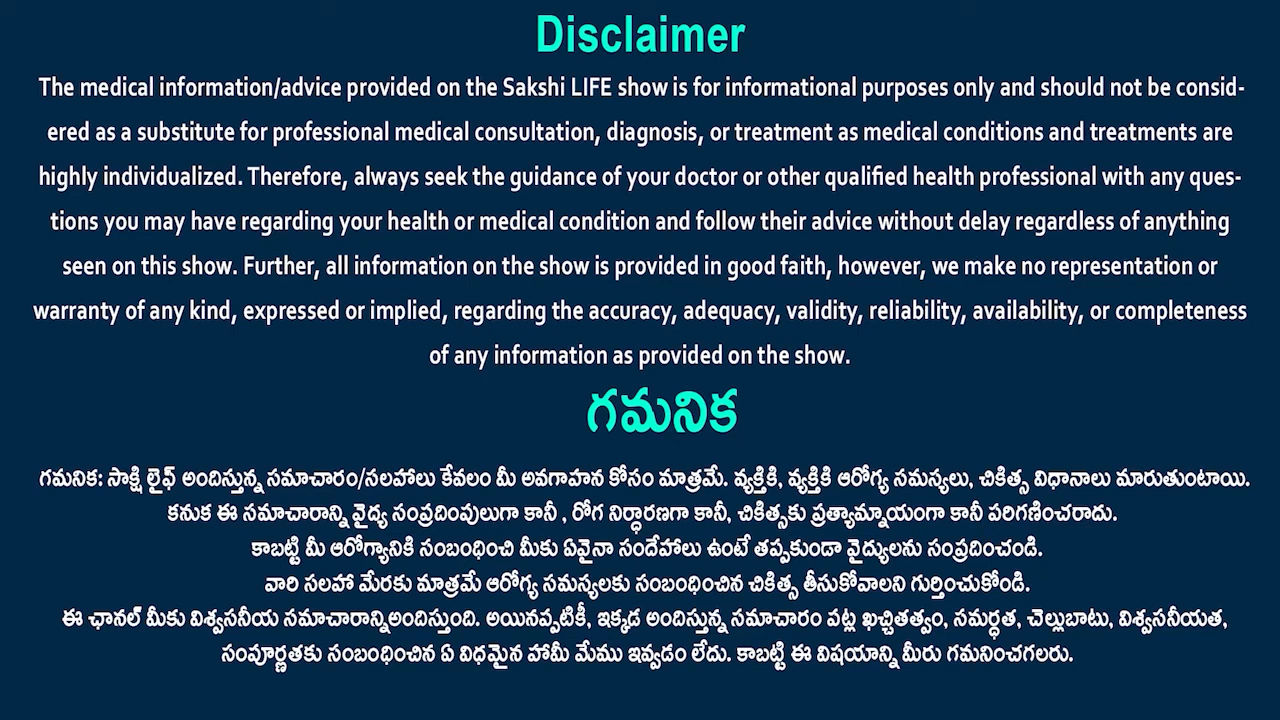 Disclaimer
The medical information/advice provided on the Sakshi LIFE show is for informational purposes only and should not be consid-
ered as a substitute for professional medical consultation, diagnosis, or treatment as medical conditions and treatments are
highly individualized. Therefore, always seek the guidance of your doctor or other qualified health professional with any ques-
tions you may have regarding your health or medical condition and follow their advice without delay regardless of anything
seen on this show. Further, all information on the show is provided in good faith, however, we make no representation or
warranty of any kind, expressed or implied, regarding the accuracy, adequacy, validity, reliability, availability, or completeness
of any information as provided on the show.
గమనిక
గమనిక: సాక్షి లైఫ్ అందిస్తున్న సమాచారం/సలహాలు కేవలం మీ అవగాహన కోసం మాత్రమే. వ్యక్తికి, వ్యక్తికి ఆరోగ్య సమస్యలు, చికిత్స విధానాలు మారుతుంటాయి.
కనుక ఈ సమాచారాన్ని వైద్య సంప్రదింపులుగా కానీ , రోగ నిర్ధారణగా కానీ, చికిత్సకు ప్రత్యామ్నాయంగా కానీ పరిగణించరాదు.
కాబట్టి మీ ఆరోగ్యానికి సంబంధించి మీకు ఏవైనా సందేహాలు ఉంటే తప్పకుండా వైద్యులను సంప్రదించండి.
వారి సలహా మేరకు మాత్రమే ఆరోగ్య సమస్యలకు సంబంధించిన చికిత్స తీసుకోవాలని గుర్తించుకోండి.
ఈ ఛానల్ మీకు విశ్వసనీయ సమాచారాన్నిఅందిస్తుంది. అయినప్పటికీ, ఇక్కడ అందిస్తున్న సమాచారం పట్ల ఖచ్చితత్వం, సమర్ధత, చెల్లుబాటు, విశ్వసనీయత,
సంపూర్ణతకు సంబంధించిన ఏ విధమైన హామీ మేము ఇవ్వడం లేదు. కాబట్టి ఈ విషయాన్ని మీరు గమనించగలరు.